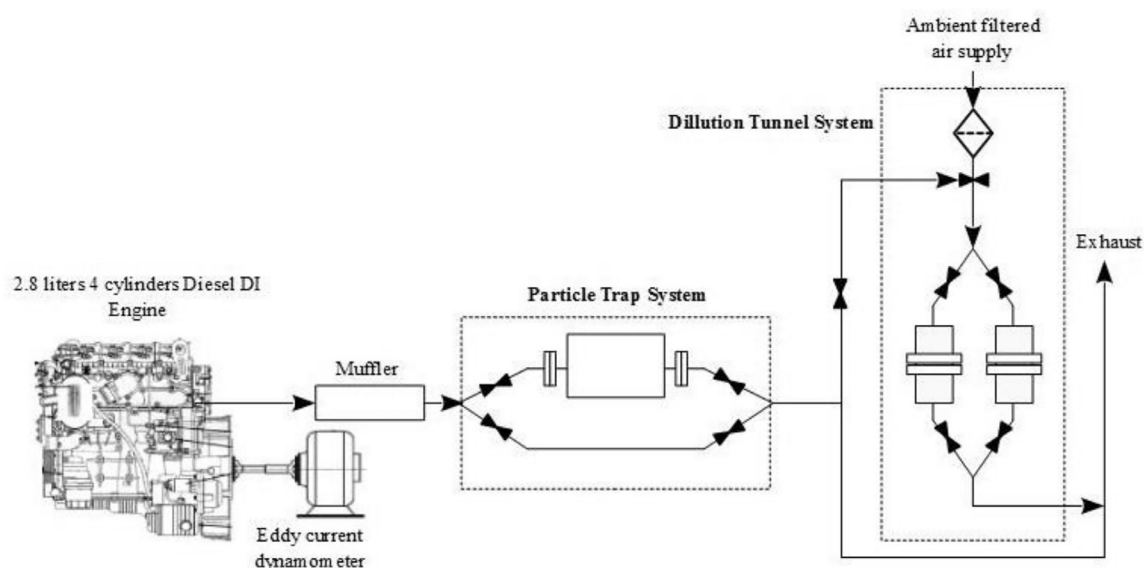 Ambient filtered
air supply
Dillution Tunnel System
Exhaust
2.8 liters 4 cylinders Diesel DI
Engine
Particle Trap System
Muffler
Eddy current
dynamometer